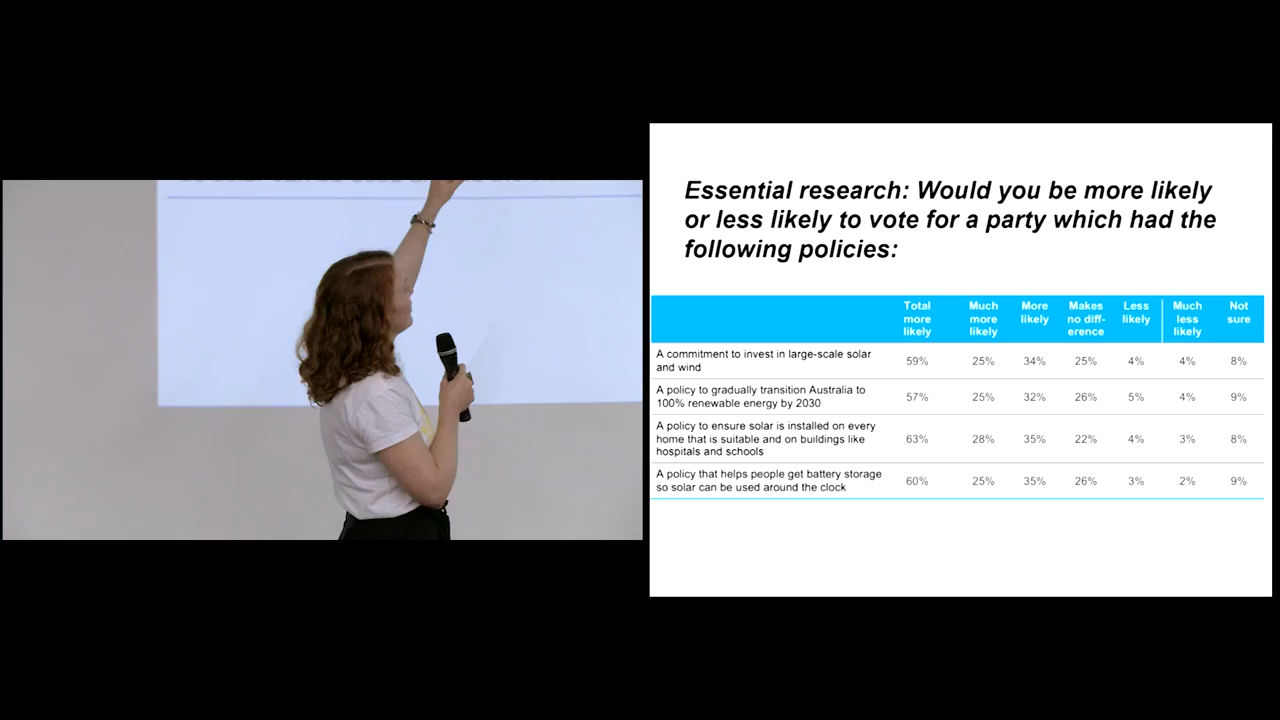 Essential research: Would you be more likely
or less likely to vote for a party which had the
following policies:
Total more likely Much more likely More likely Makes no diff-erence Less likely Much less likely Not sure
A commitment to invest in large-scale solar
and wind 59% 25% 34% 25% 4% 4% 8%
A policy to gradually transition Australia to
100% renewable energy by 2030 57% 25% 32% 26% 5% 4% 9%
A policy to ensure solar is installed on every
home that is suitable and on buildings like
hospitals and schools 63% 28% 35% 22% 4% 3% 8%
A policy that helps people get battery storage
so solar can be used around the clock 60% 25% 35% 26% 3% 2% 9%